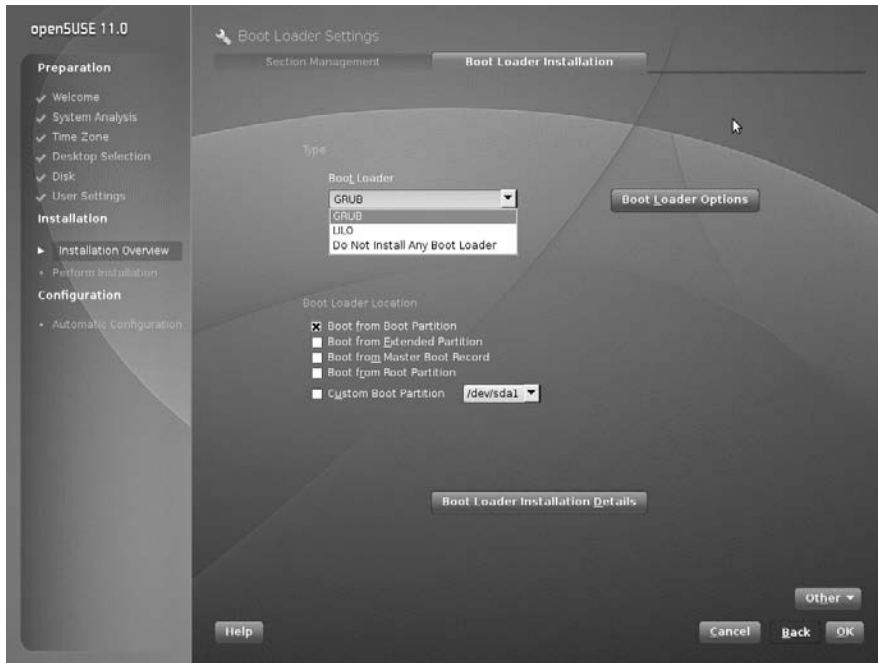 openSUSE 11.0
Preparation
Welcome
System Analysis
Time Zone
Desktop Selection
Disk
User Settings
Installation
Installation Overview
Perform Installation
Configuration
Automatic Configuration
Boot Loader Settings
Section Management
Boot Loader Installation
Type
Boot Loader
GRUB
GRUB
LILO
Do Not Install Any Boot Loader
Boot Loader Options
Boot Loader Location
Boot from Boot Partition
Boot from Extended Partition
Boot from Master Boot Record
Boot from Root Partition
Custom Boot Partition /dev/sda1
Boot Loader Installation Details
Other
Help
Cancel Back OK